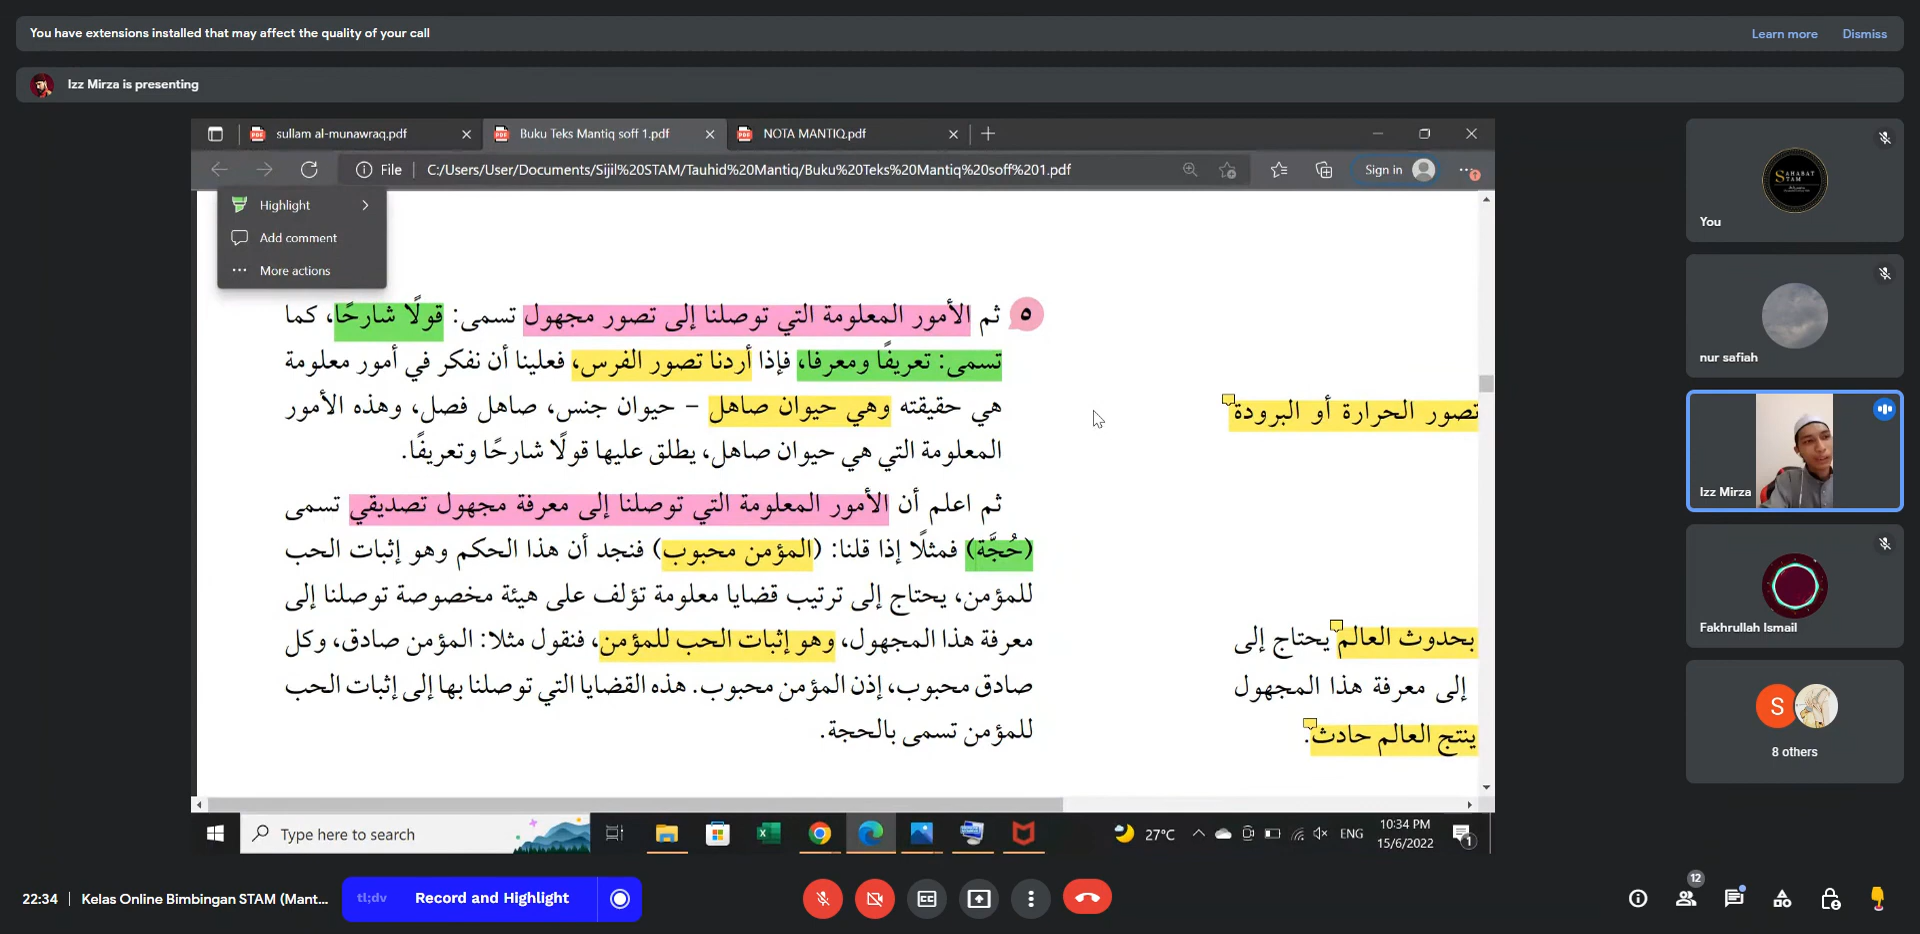 You have extensions installed that may affect the quality of your call
Learn more
Dismiss
Izz Mirza is presenting
sullam al-munawraq.pdf
Buku Teks Mantiq soff 1.pdf
NOTA MANTIQ.pdf
File
C:/Users/User/Documents/Sijil%20STAM/Tauhid%20Mantiq/Buku%20Teks%20Mantiq%20soff%201.pdf
Sign in
Highlight
Add comment
More actions
٥ ثم الأمور المعلومة التي توصلنا إلى تصور مجهول تسمى: قولًا شارحًا، كما
تسمى: تعريفًا ومعرفا، فإذا أردنا تصور الفرس، فعلينا أن نفكر في أمور معلومة
هي حقيقته وهي حيوان صاهل – حيوان جنس، صاهل فصل، وهذه الأمور
المعلومة التي هي حيوان صاهل، يطلق عليها قولًا شارحًا وتعريفًا.
ثم اعلم أن الأمور المعلومة التي توصلنا إلى معرفة مجهول تصديقي تسمى
(حُجَّة) فمثلًا إذا قلنا: (المؤمن محبوب) فنجد أن هذا الحكم وهو إثبات الحب
للمؤمن، يحتاج إلى ترتيب قضايا معلومة تؤلف على هيئة مخصوصة توصلنا إلى
معرفة هذا المجهول، وهو إثبات الحب للمؤمن، فنقول مثلا: المؤمن صادق، وكل
صادق محبوب، إذن المؤمن محبوب. هذه القضايا التي توصلنا بها إلى إثبات الحب
للمؤمن تسمى بالحجة.
تصور الحرارة أو البرودة
بحدوث العالم يحتاج إلى
إلى معرفة هذا المجهول
ينتج العالم حادث.
Type here to search
27°C
ENG
10:34 PM
15/6/2022
1
SAHABAT
STAM
You
nur safiah
Izz Mirza
Fakhrullah Ismail
S
8 others
22:34
Kelas Online Bimbingan STAM (Mant...
tl;dv
Record and Highlight
12